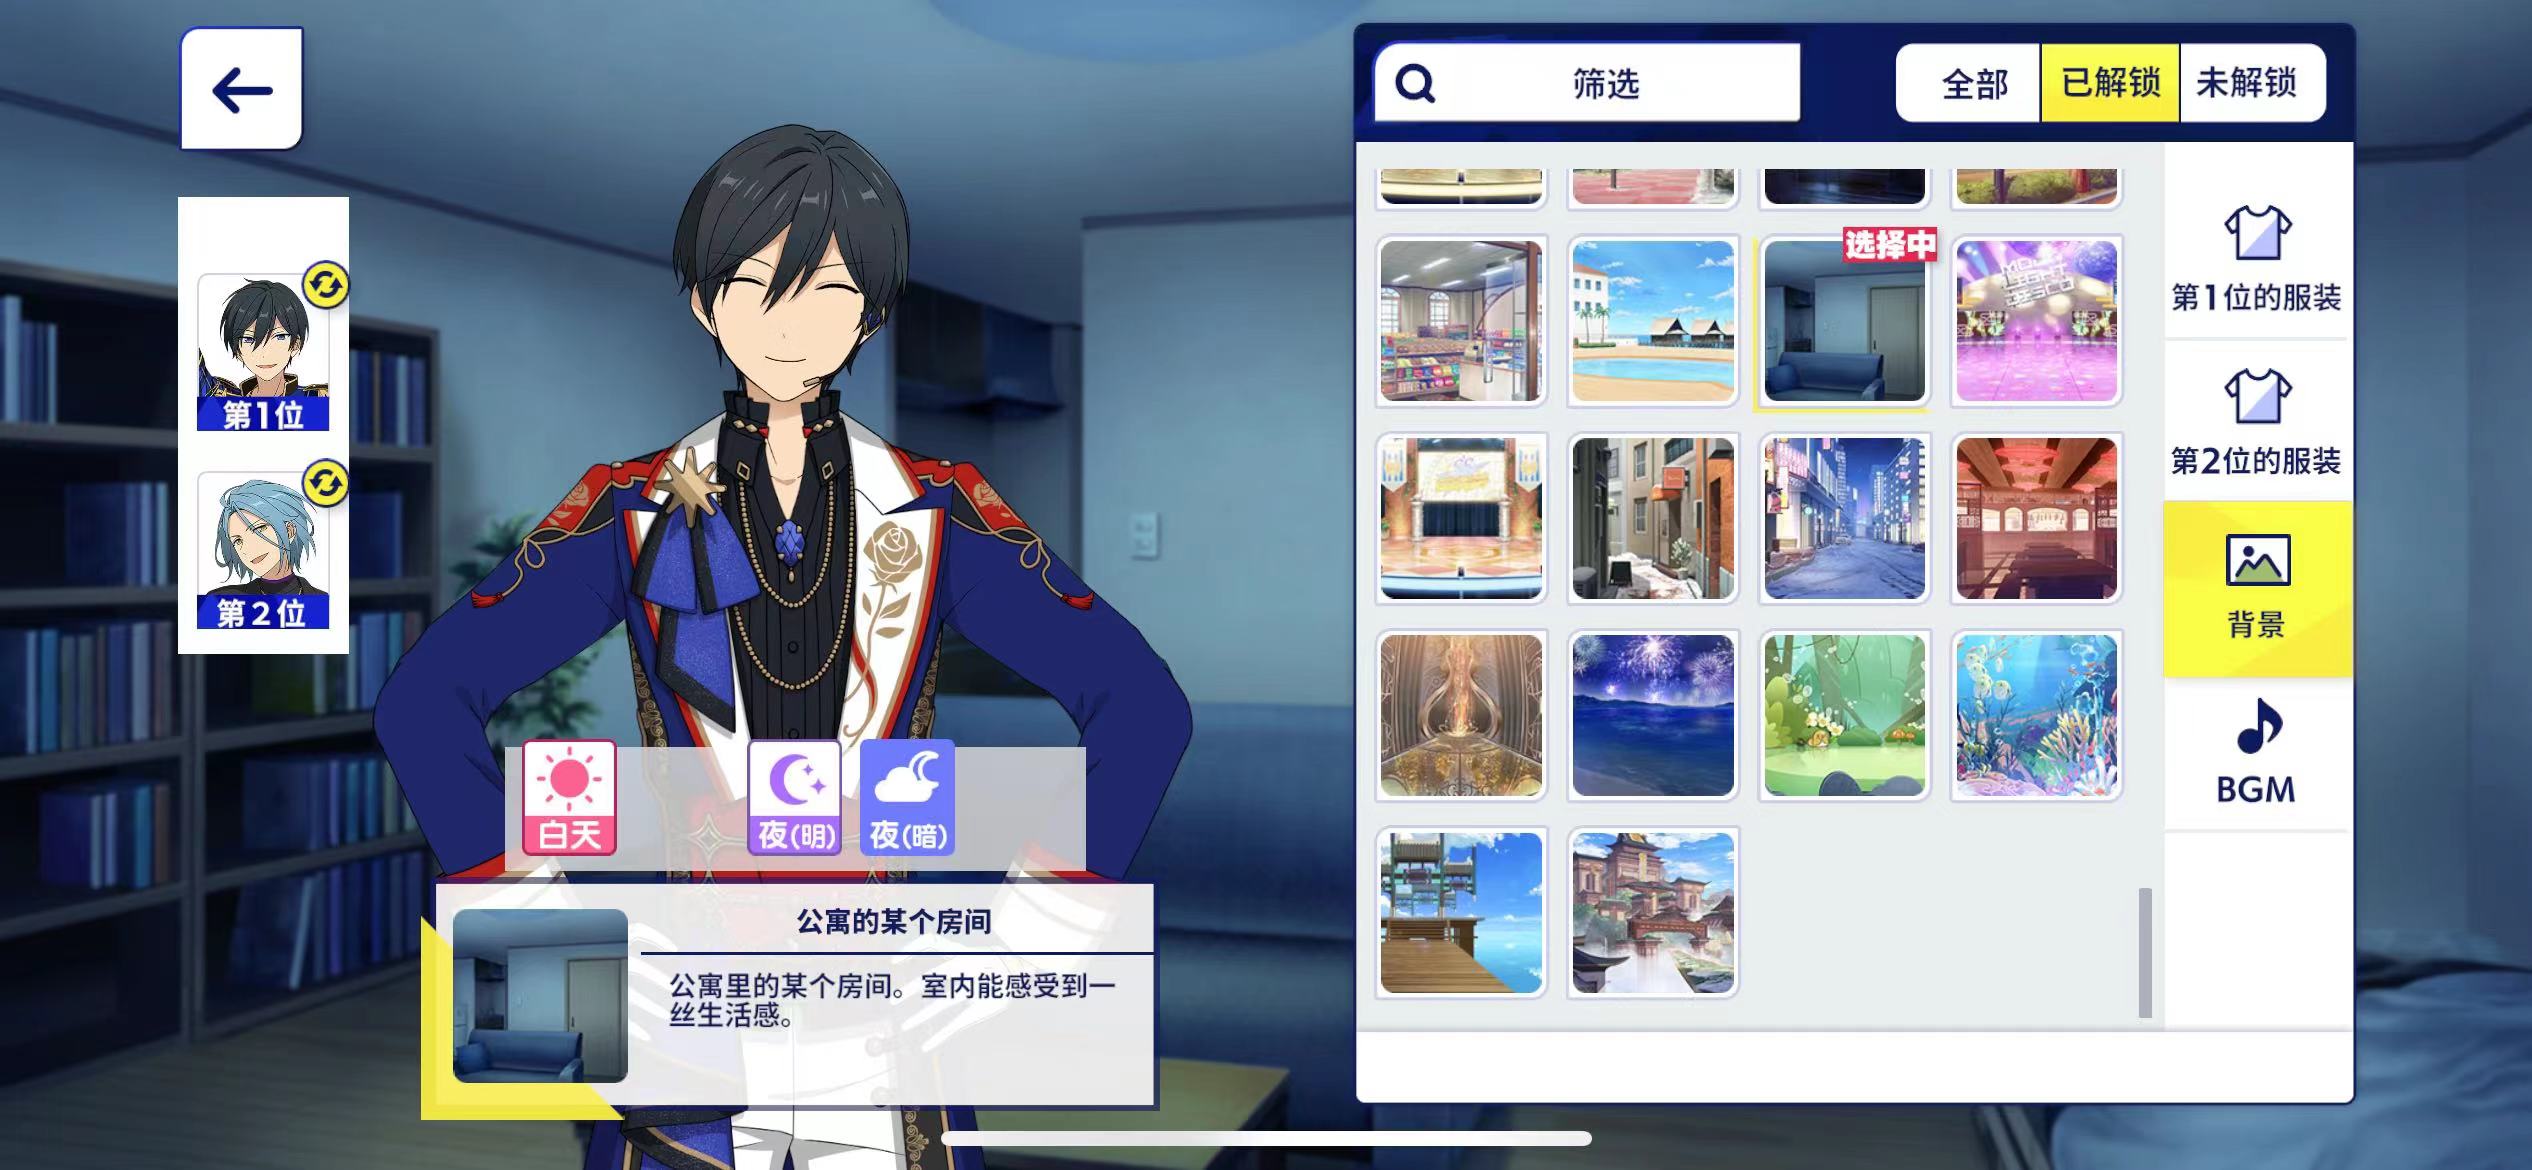 筛选
全部
已解锁
未解锁
第1位
第2位
选择中
MOON
LIGHT
DISCO
第1位的服装
第2位的服装
背景
BGM
白天
夜(明)
夜(暗)
公寓的某个房间
公寓里的某个房间。室内能感受到一
丝生活感。